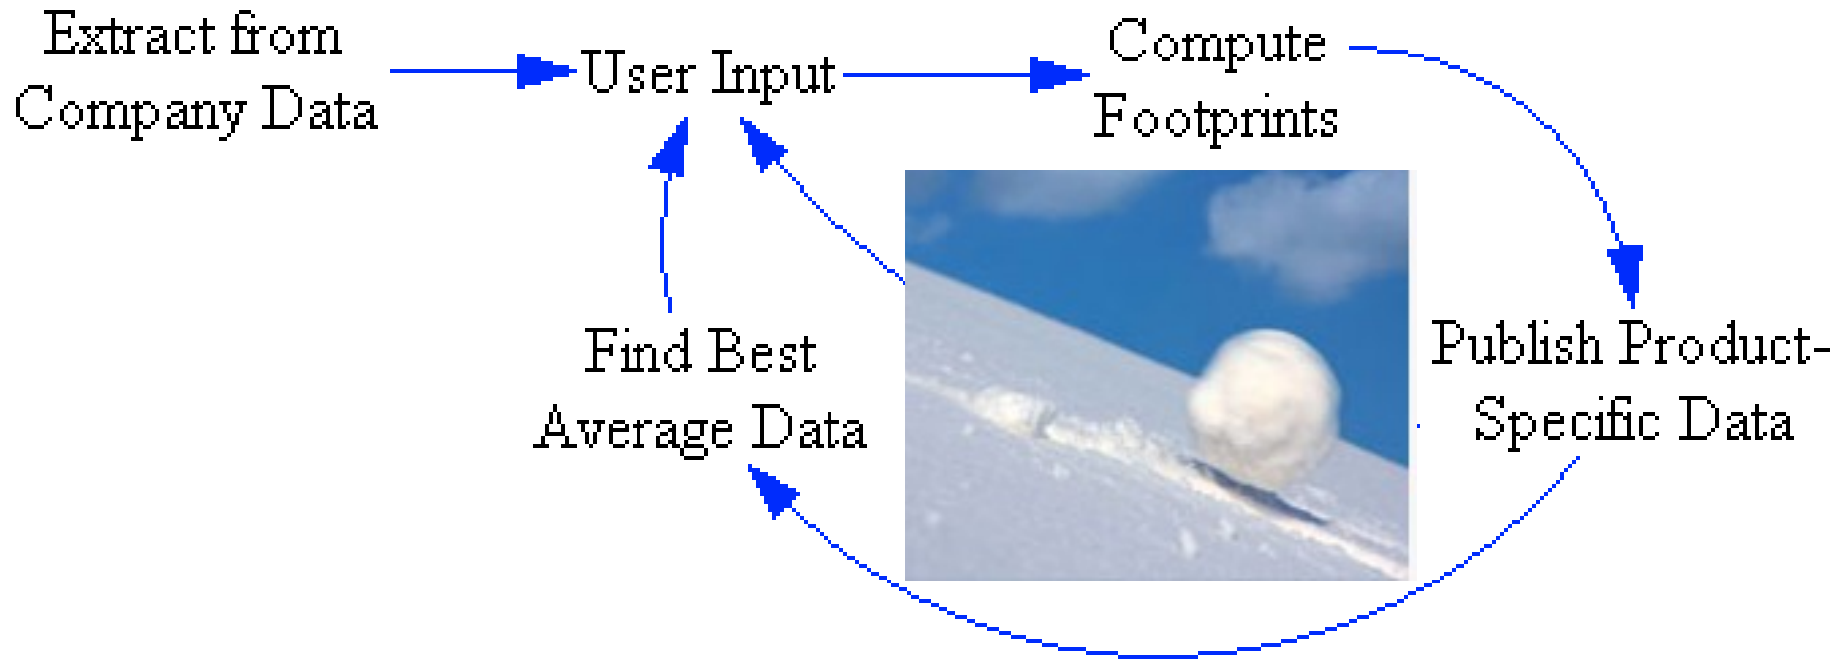 Extract from
Company Data
User Input
Compute
Footprints
Find Best
Average Data
Publish Product-
Specific Data